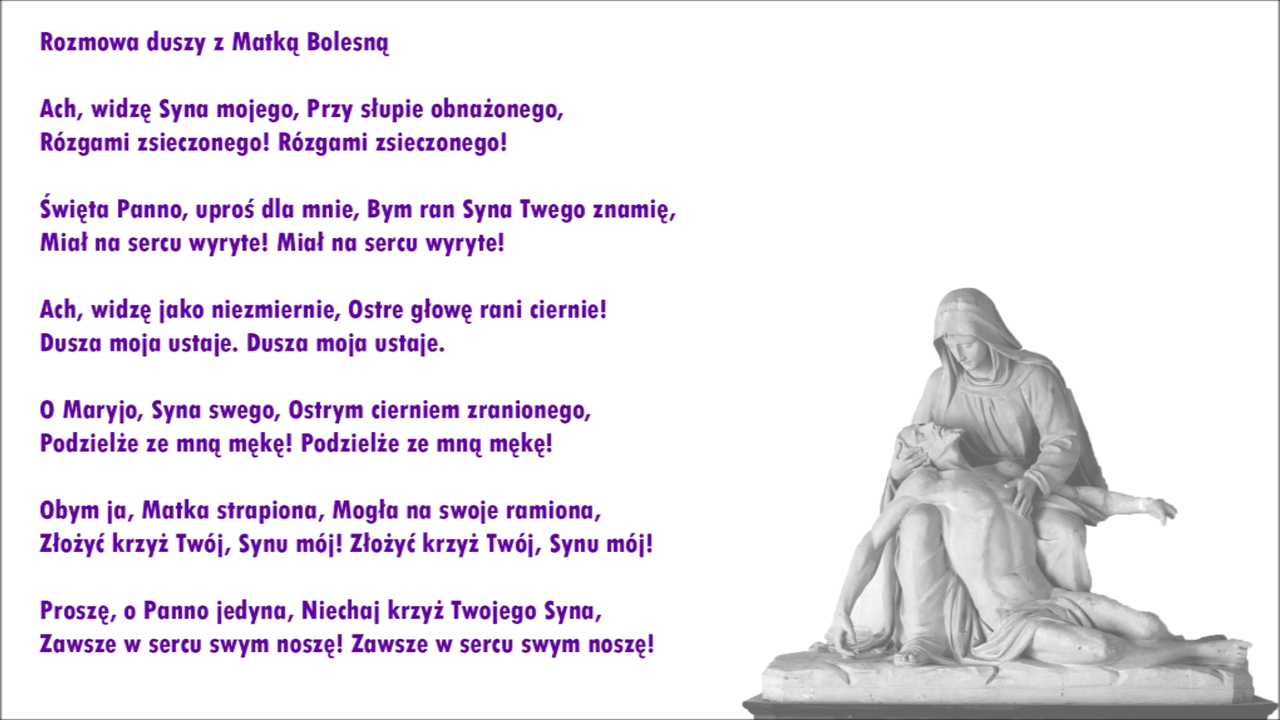 Rozmowa duszy z Matką Bolesną
Ach, widzę Syna mojego, Przy słupie obnażonego,
Rózgami zsieczonego! Rózgami zsieczonego!
Święta Panno, uproś dla mnie, Bym ran Syna Twego znamię,
Miał na sercu wyryte! Miał na sercu wyryte!
Ach, widzę jako niezmiernie, Ostre głowę rani ciernie!
Dusza moja ustaje. Dusza moja ustaje.
O Maryjo, Syna swego, Ostrym cierniem zranionego,
Podzielże ze mną mękę! Podzielże ze mną mękę!
Obym ja, Matka strapiona, Mogła na swoje ramiona,
Złożyć krzyż Twój, Synu mój! Złożyć krzyż Twój, Synu mój!
Proszę, o Panno jedyna, Niechaj krzyż Twojego Syna,
Zawsze w sercu swym noszę! Zawsze w sercu swym noszę!